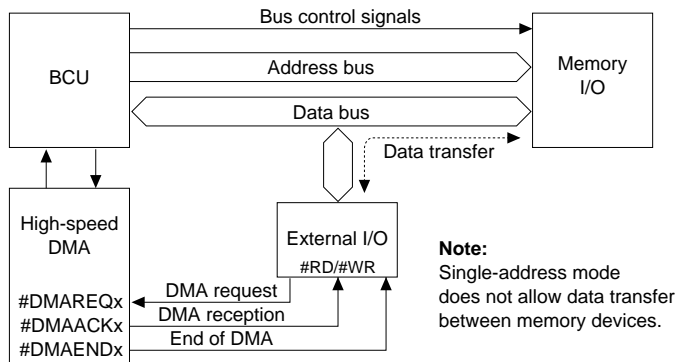 Bus control signals
BCU
Address bus
Memory
I/O
Data bus
Data transfer
High-speed
DMA
External I/O
#RD/#WR
Note:
Single-address mode
does not allow data transfer
between memory devices.
#DMAREQx
DMA request
#DMAACKx
DMA reception
#DMAENDx
End of DMA